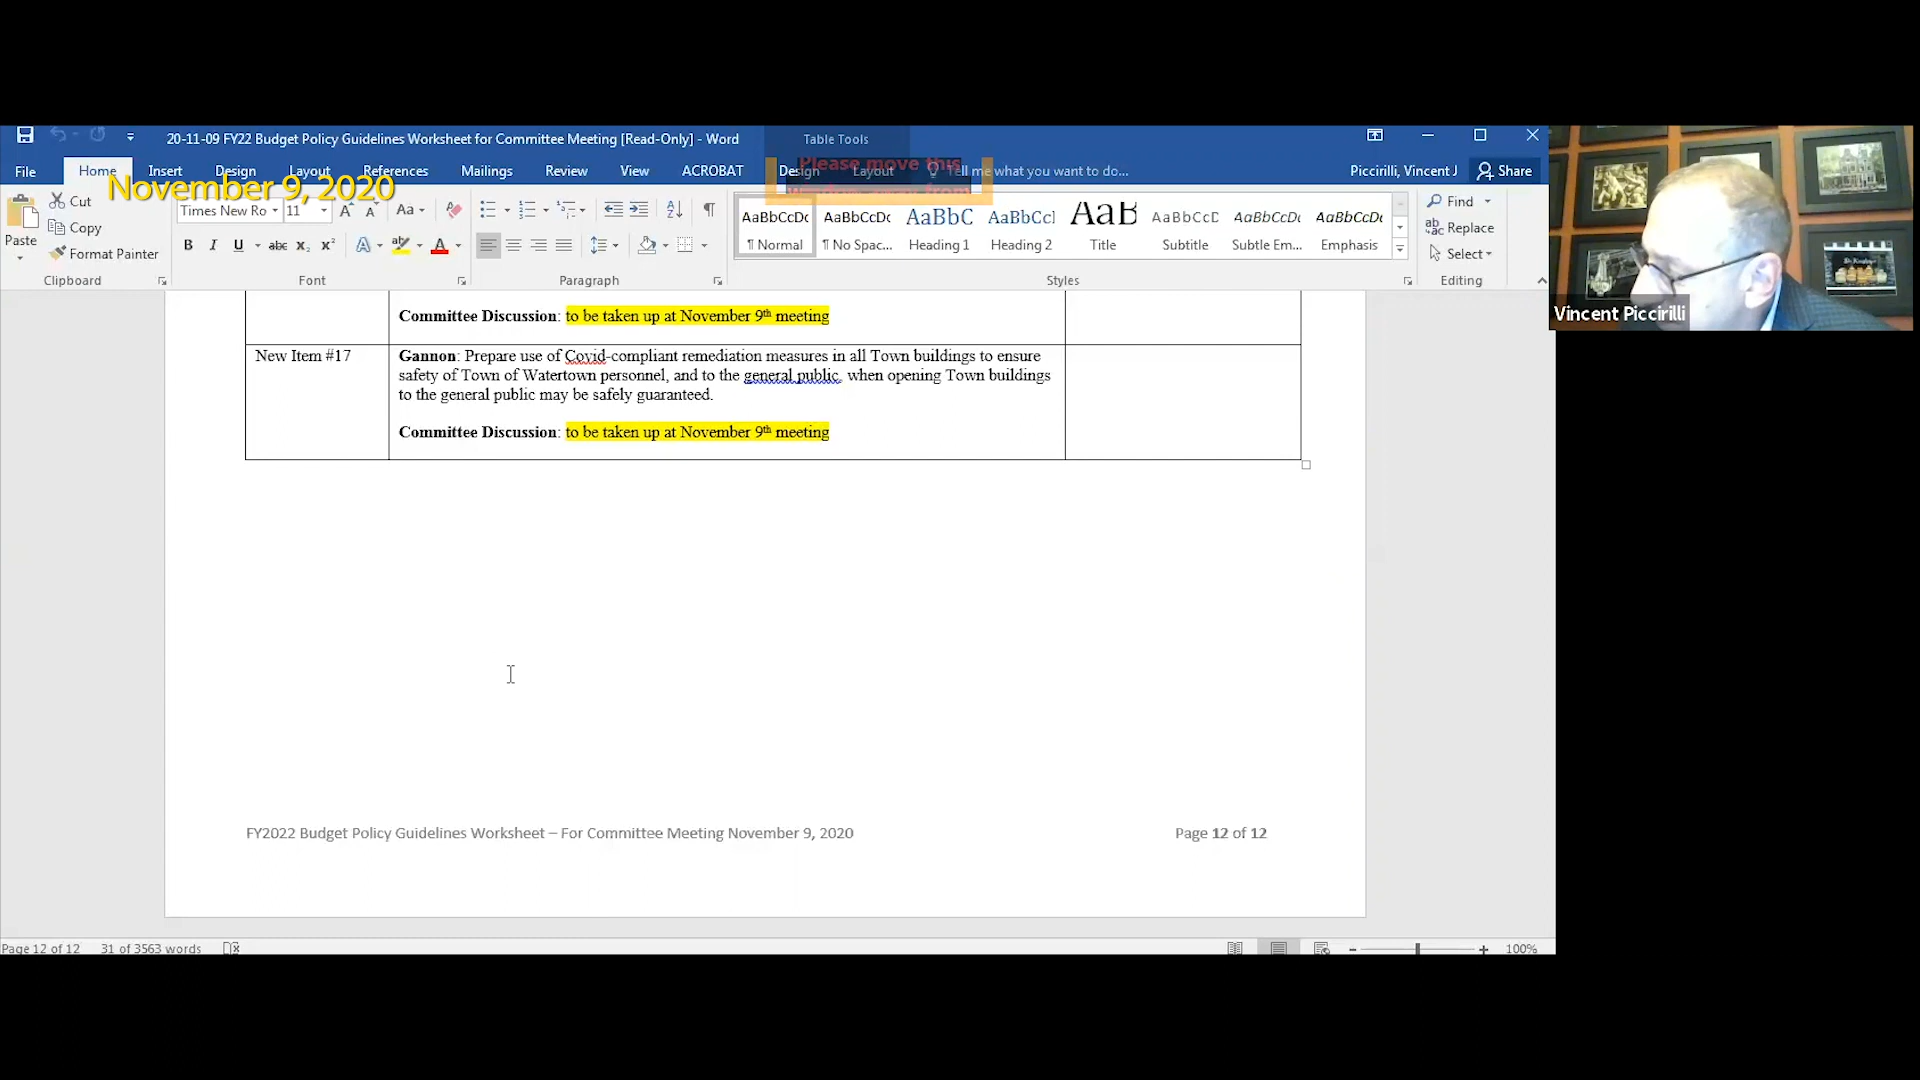 20-11-09 FY22 Budget Policy Guidelines Worksheet for Committee Meeting [Read-Only] - Word
Table Tools
File Home Insert Design Layout References Mailings Review View ACROBAT Design Layout Tell me what you want to do... Piccirilli, Vincent J Share
Please move this
November 9, 2020
Paste
Cut
Copy
Format Painter
Clipboard
Times New Ro 11
Font
Paragraph
AaBbCcDc AaBbCcDc AaBbC AaBbCcI AaB AaBbCcD AaBbCcDc AaBbCcDc
¶ Normal ¶ No Spac... Heading 1 Heading 2 Title Subtitle Subtle Em... Emphasis
Styles
Find
Replace
Select
Editing
Vincent Piccirilli
Committee Discussion: to be taken up at November 9th meeting
New Item #17
Gannon: Prepare use of Covid-compliant remediation measures in all Town buildings to ensure
safety of Town of Watertown personnel, and to the general public, when opening Town buildings
to the general public may be safely guaranteed.
Committee Discussion: to be taken up at November 9th meeting
FY2022 Budget Policy Guidelines Worksheet – For Committee Meeting November 9, 2020
Page 12 of 12
Page 12 of 12 31 of 3563 words
100%